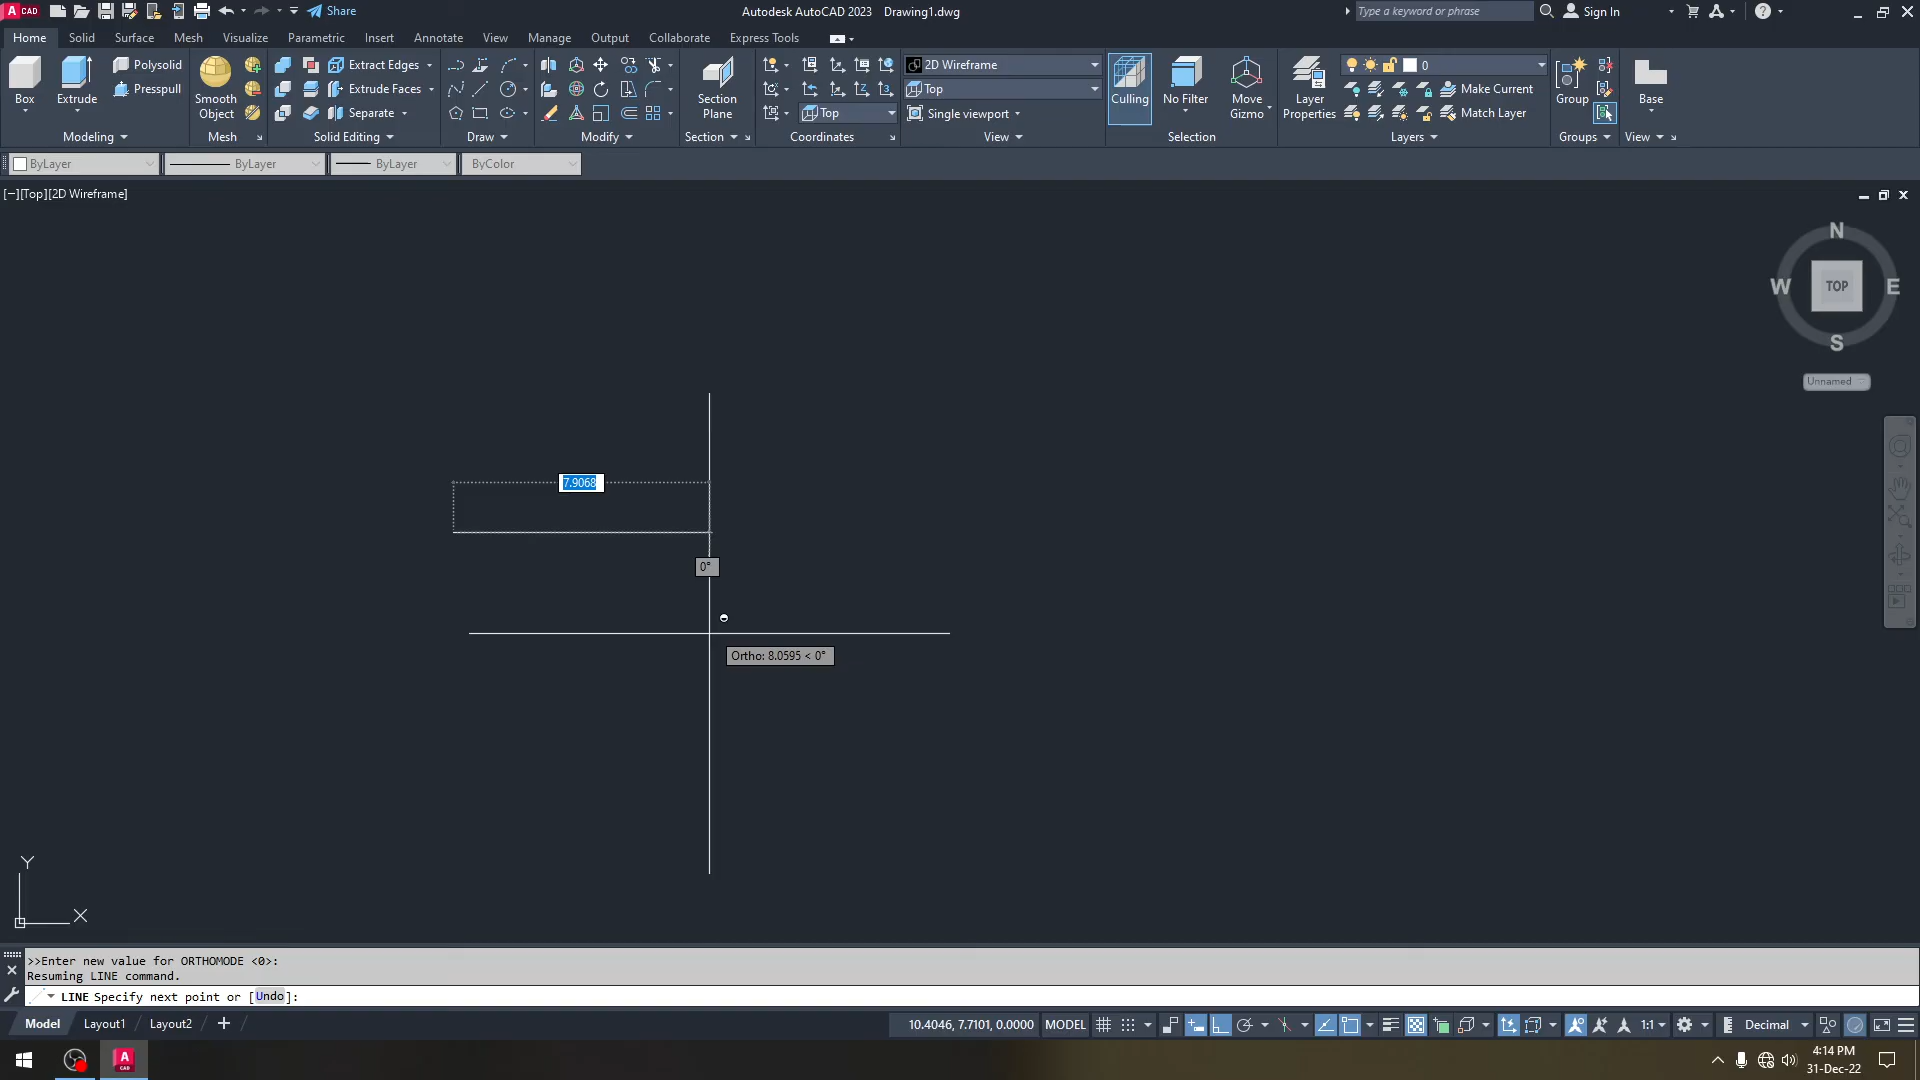 CAD
Share
Autodesk AutoCAD 2023 Drawing1.dwg
Type a keyword or phrase
Sign In
Home Solid Surface Mesh Visualize Parametric Insert Annotate View Manage Output Collaborate Express Tools
Box
Extrude
Polysolid
Presspull
Modeling
Smooth
Object
Mesh
Extract Edges
Extrude Faces
Separate
Solid Editing
Draw
Modify
Section
Plane
Section
Top
Coordinates
2D Wireframe
Top
Single viewport
View
Culling
No Filter
Move
Gizmo
Selection
Layer
Properties
0
Make Current
Match Layer
Layers
Group
Groups
Base
View
ByLayer ByLayer ByLayer ByColor
[−][Top][2D Wireframe]
N
W TOP E
S
Unnamed
7.9068
0°
Ortho: 8.0595 < 0°
Y
X
>>Enter new value for ORTHOMODE <0>:
Resuming LINE command.
LINE Specify next point or [Undo]:
Model Layout1 Layout2 +
10.4046, 7.7101, 0.0000 MODEL
1:1
Decimal
A
CAD
4:14 PM
31-Dec-22